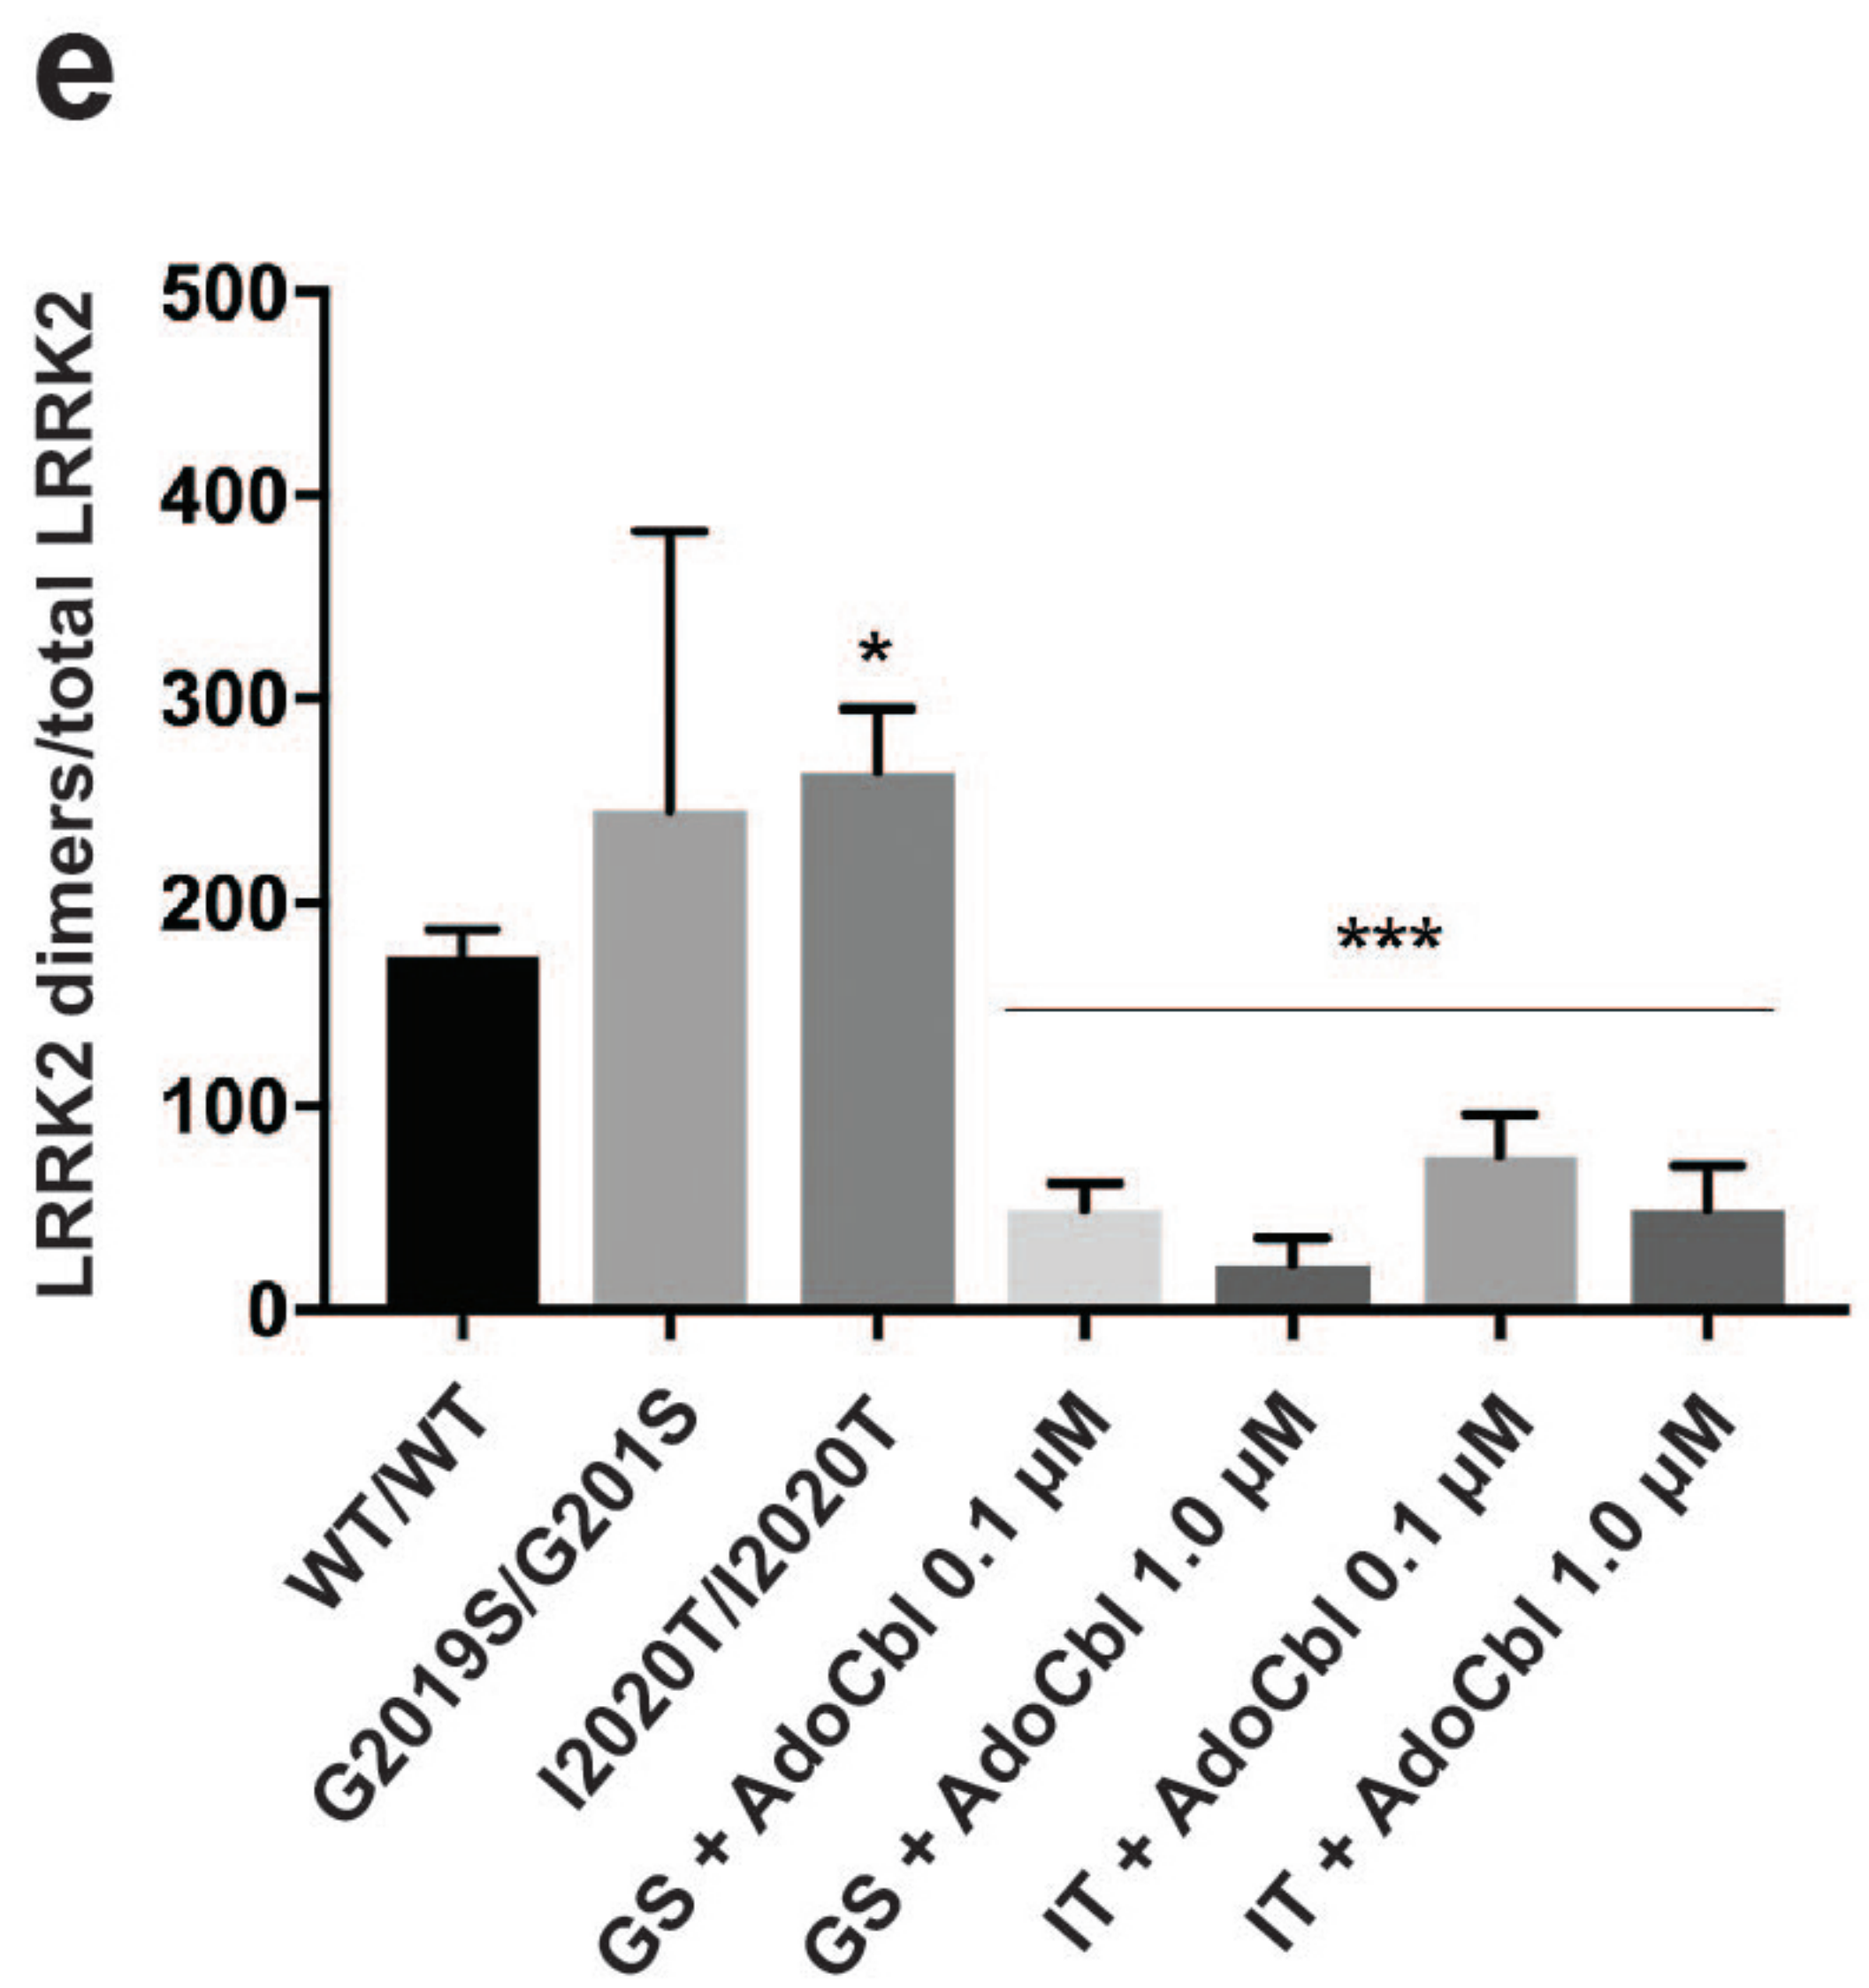 e
LRRK2 dimers/total LRRK2
500
400
300
200
100
0
*
***
WT/WT
G2019S/G201S
I2020T/I2020T
GS + AdoCbl 0.1 µM
GS + AdoCbl 1.0 µM
IT + AdoCbl 0.1 µM
IT + AdoCbl 1.0 µM